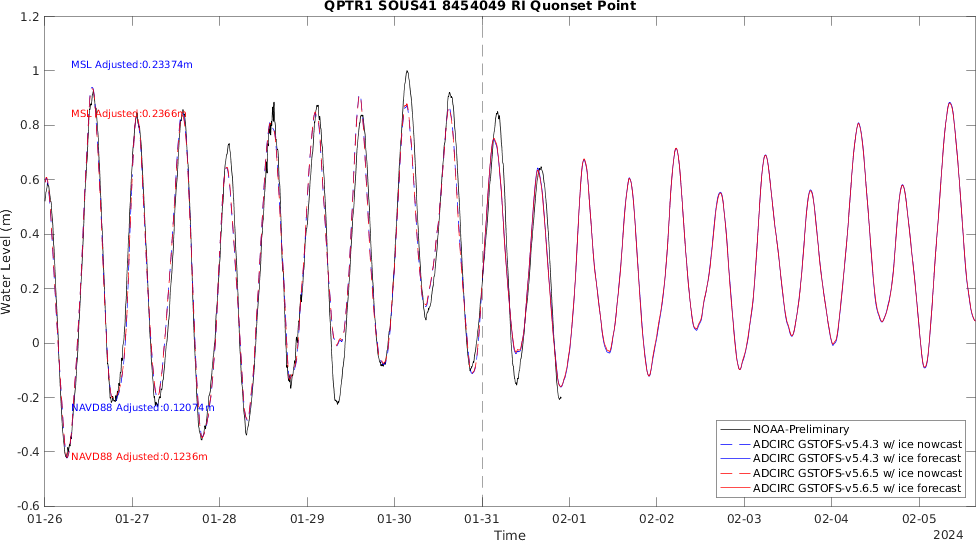 QPTR1 SOUS41 8454049 RI Quonset Point
1.2
1
0.8
0.6
0.4
0.2
0
-0.2
-0.4
-0.6
Water Level (m)
MSL Adjusted:0.23374m
MSL Adjusted:0.2366m
NAVD88 Adjusted:0.12074m
NAVD88 Adjusted:0.1236m
NOAA-Preliminary
ADCIRC GSTOFS-v5.4.3 w/ ice nowcast
ADCIRC GSTOFS-v5.4.3 w/ ice forecast
ADCIRC GSTOFS-v5.6.5 w/ ice nowcast
ADCIRC GSTOFS-v5.6.5 w/ ice forecast
01-26 01-27 01-28 01-29 01-30 01-31 02-01 02-02 02-03 02-04 02-05
Time
2024